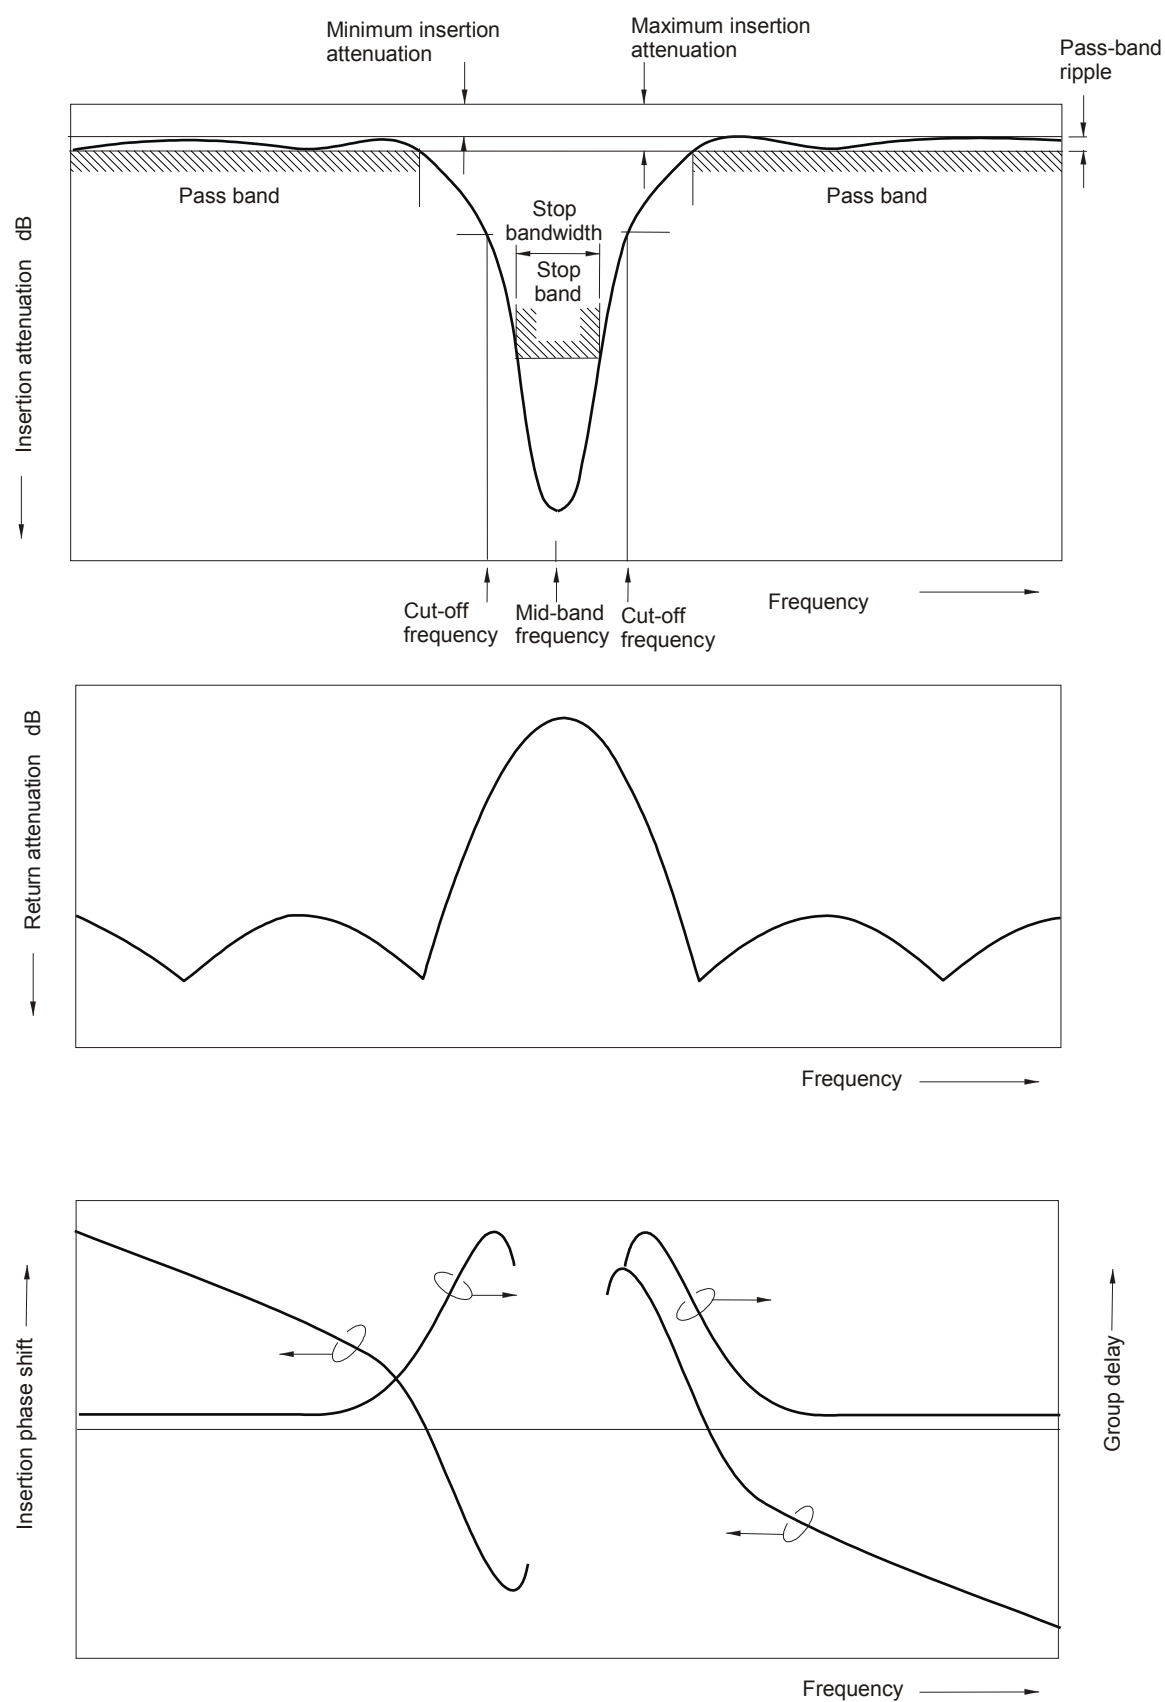 Minimum insertion
attenuation
Maximum insertion
attenuation
Pass-band
ripple
Pass band
Stop
bandwidth
Stop
band
Pass band
Insertion attenuation dB
Cut-off
frequency
Mid-band
frequency
Cut-off
frequency
Frequency
Return attenuation dB
Frequency
Insertion phase shift
Group delay
Frequency